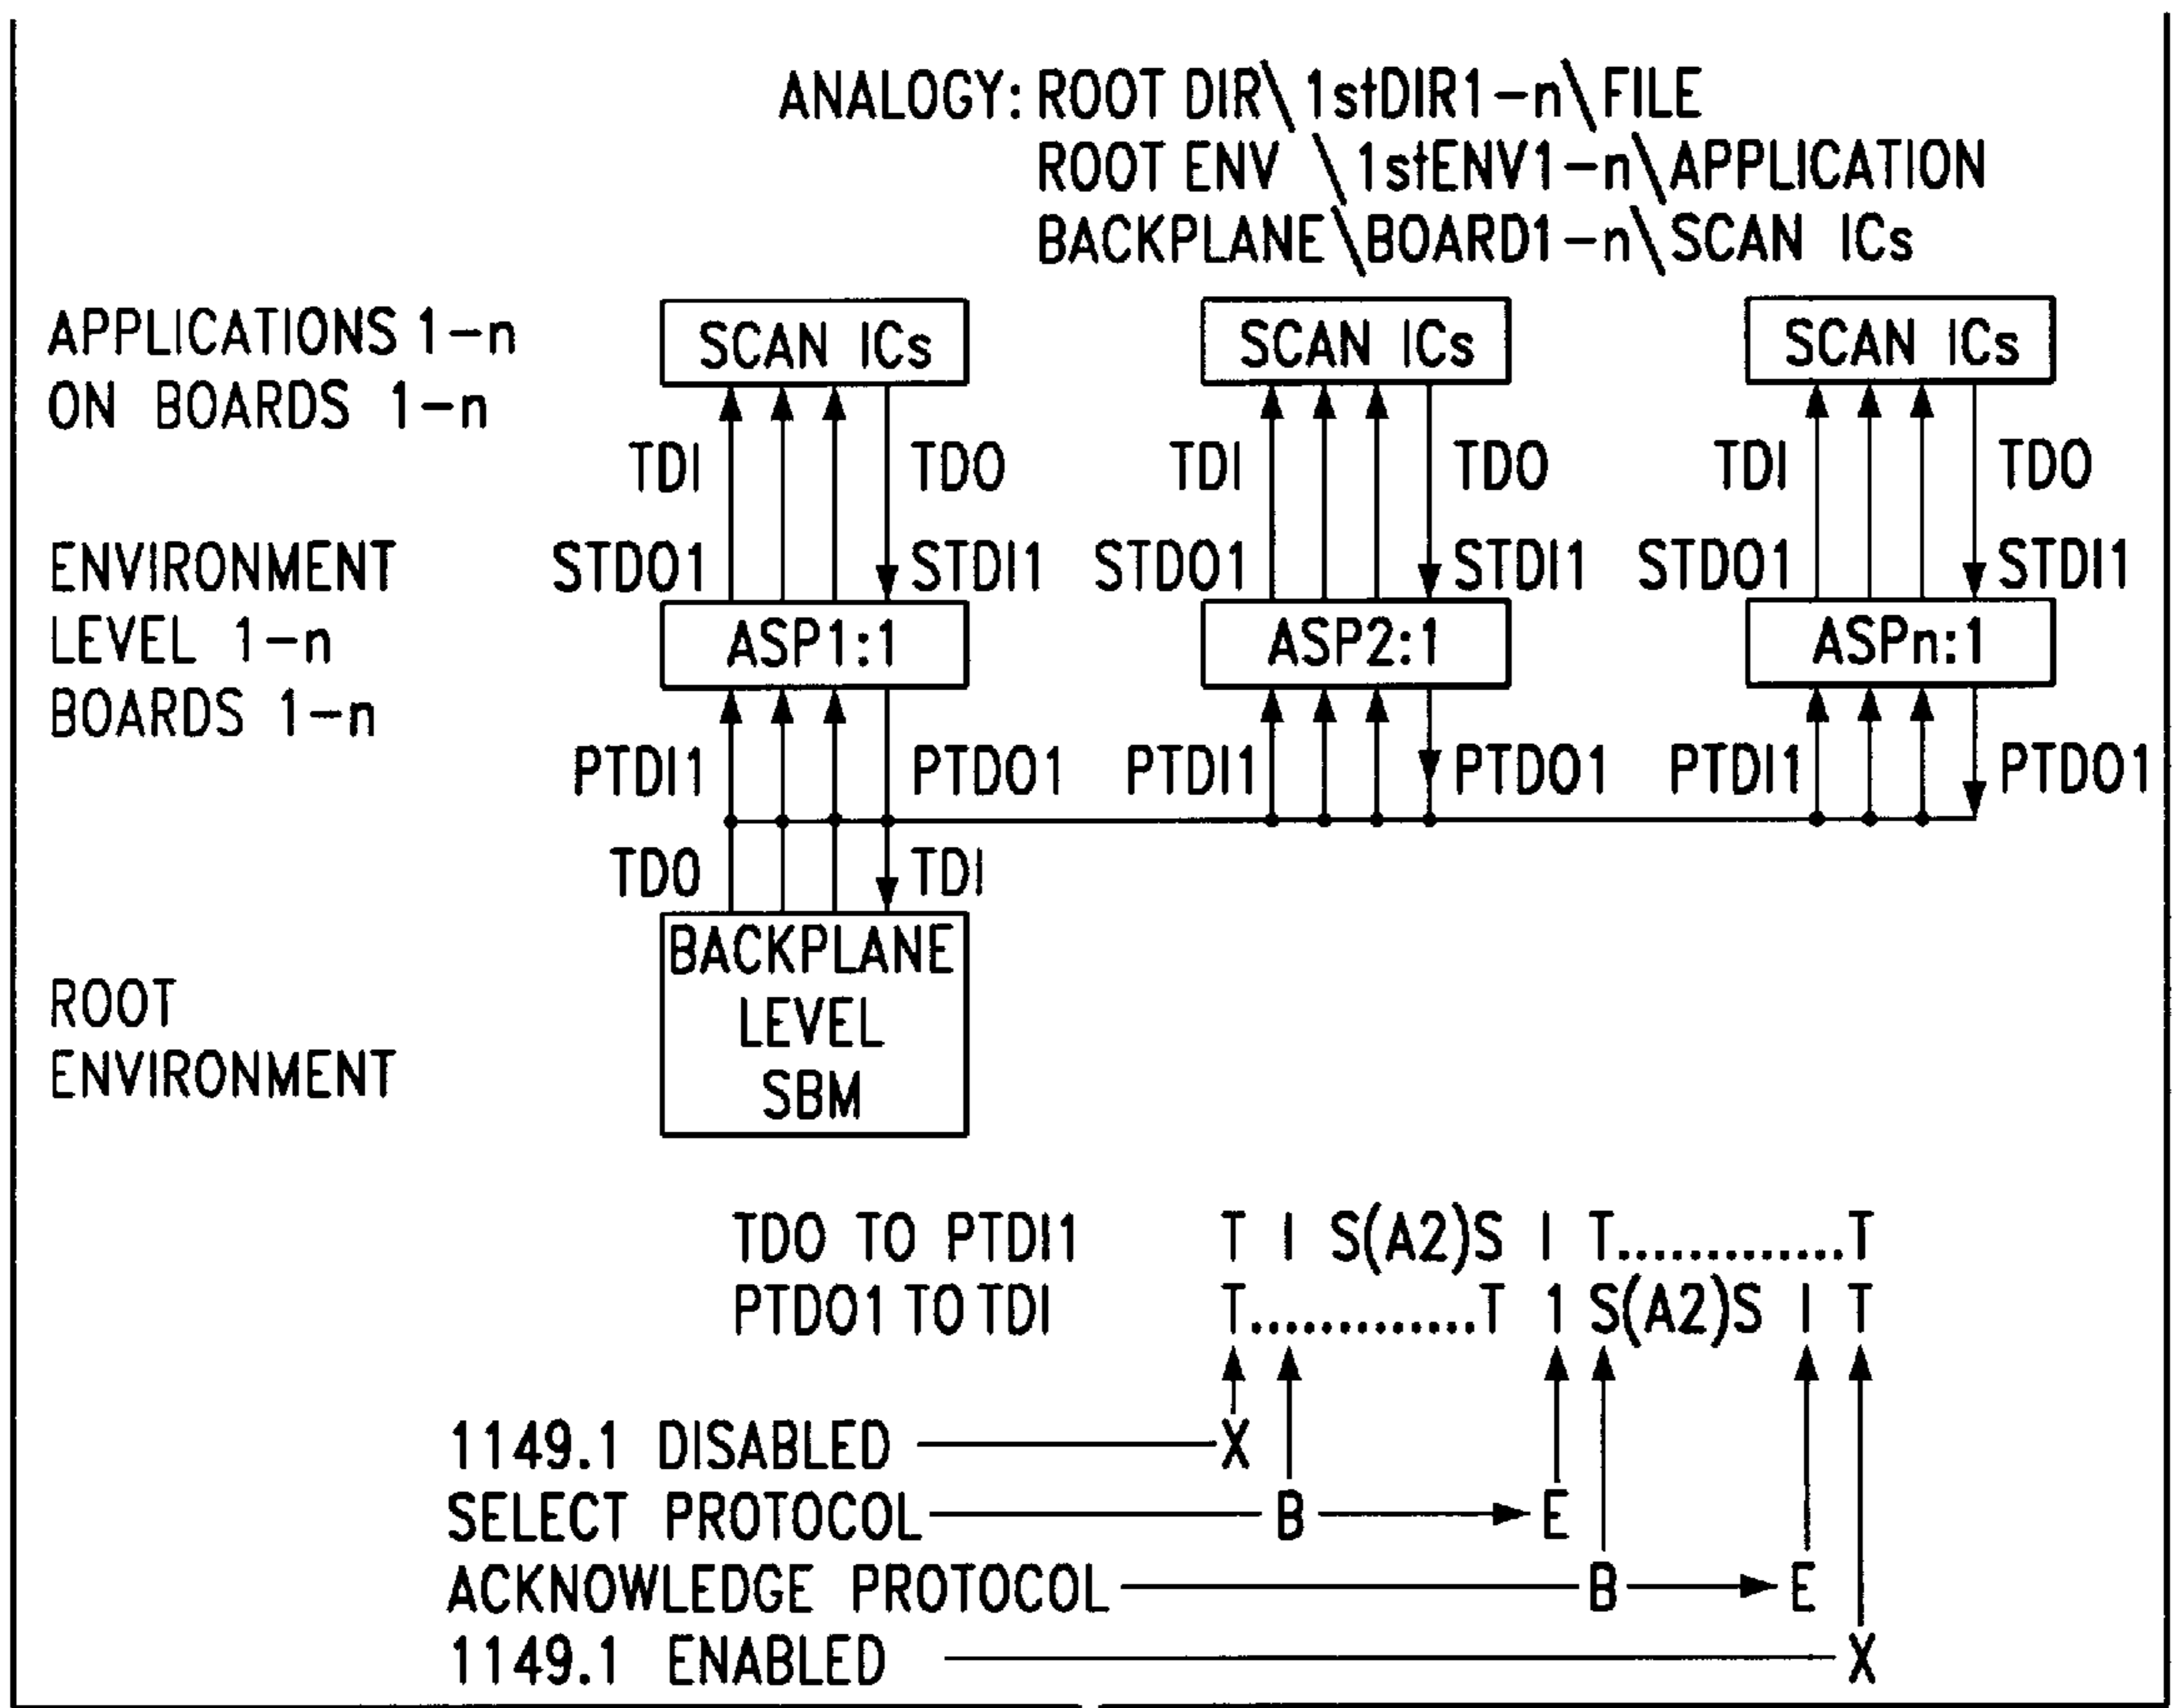 ANALOGY: ROOT DIR\1stDIR1-n\FILE
ROOT ENV \1stENV1-n\APPLICATION
BACKPLANE\BOARD1-n\SCAN ICs
APPLICATIONS 1-n
ON BOARDS 1-n
SCAN ICs SCAN ICs SCAN ICs
TDI TDO TDI TDO TDI TDO
ENVIRONMENT
LEVEL 1-n
BOARDS 1-n
STDO1 STDI1 STDO1 STDI1 STDO1 STDI1
ASP1:1 ASP2:1 ASPn:1
PTDI1 PTDO1 PTDI1 PTDO1 PTDI1 PTDO1
TDO TDI
BACKPLANE
LEVEL
SBM
ROOT
ENVIRONMENT
TDO TO PTDI1 T I S(A2)S I T.............T
PTDO1 TO TDI T.............T 1 S(A2)S I T
1149.1 DISABLED X
SELECT PROTOCOL B E
ACKNOWLEDGE PROTOCOL B E
1149.1 ENABLED X